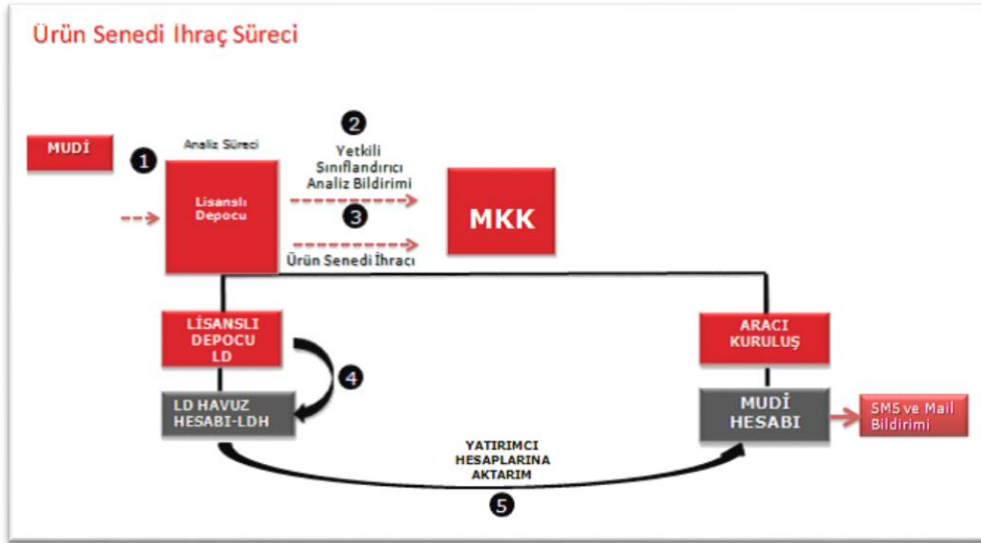 Ürün Senedi İhraç Süreci
MUDİ
1
Analiz Süreci
Lisanslı
Depocu
2
Yetkili
Sınıflandırıcı
Analiz Bildirimi
3
Ürün Senedi İhracı
MKK
LİSANSLI
DEPOCU
LD
4
LD HAVUZ
HESABI-LDH
ARACI
KURULUŞ
MUDİ
HESABI
SMS ve Mail
Bildirimi
YATIRIMCI
HESAPLARINA
AKTARIM
5